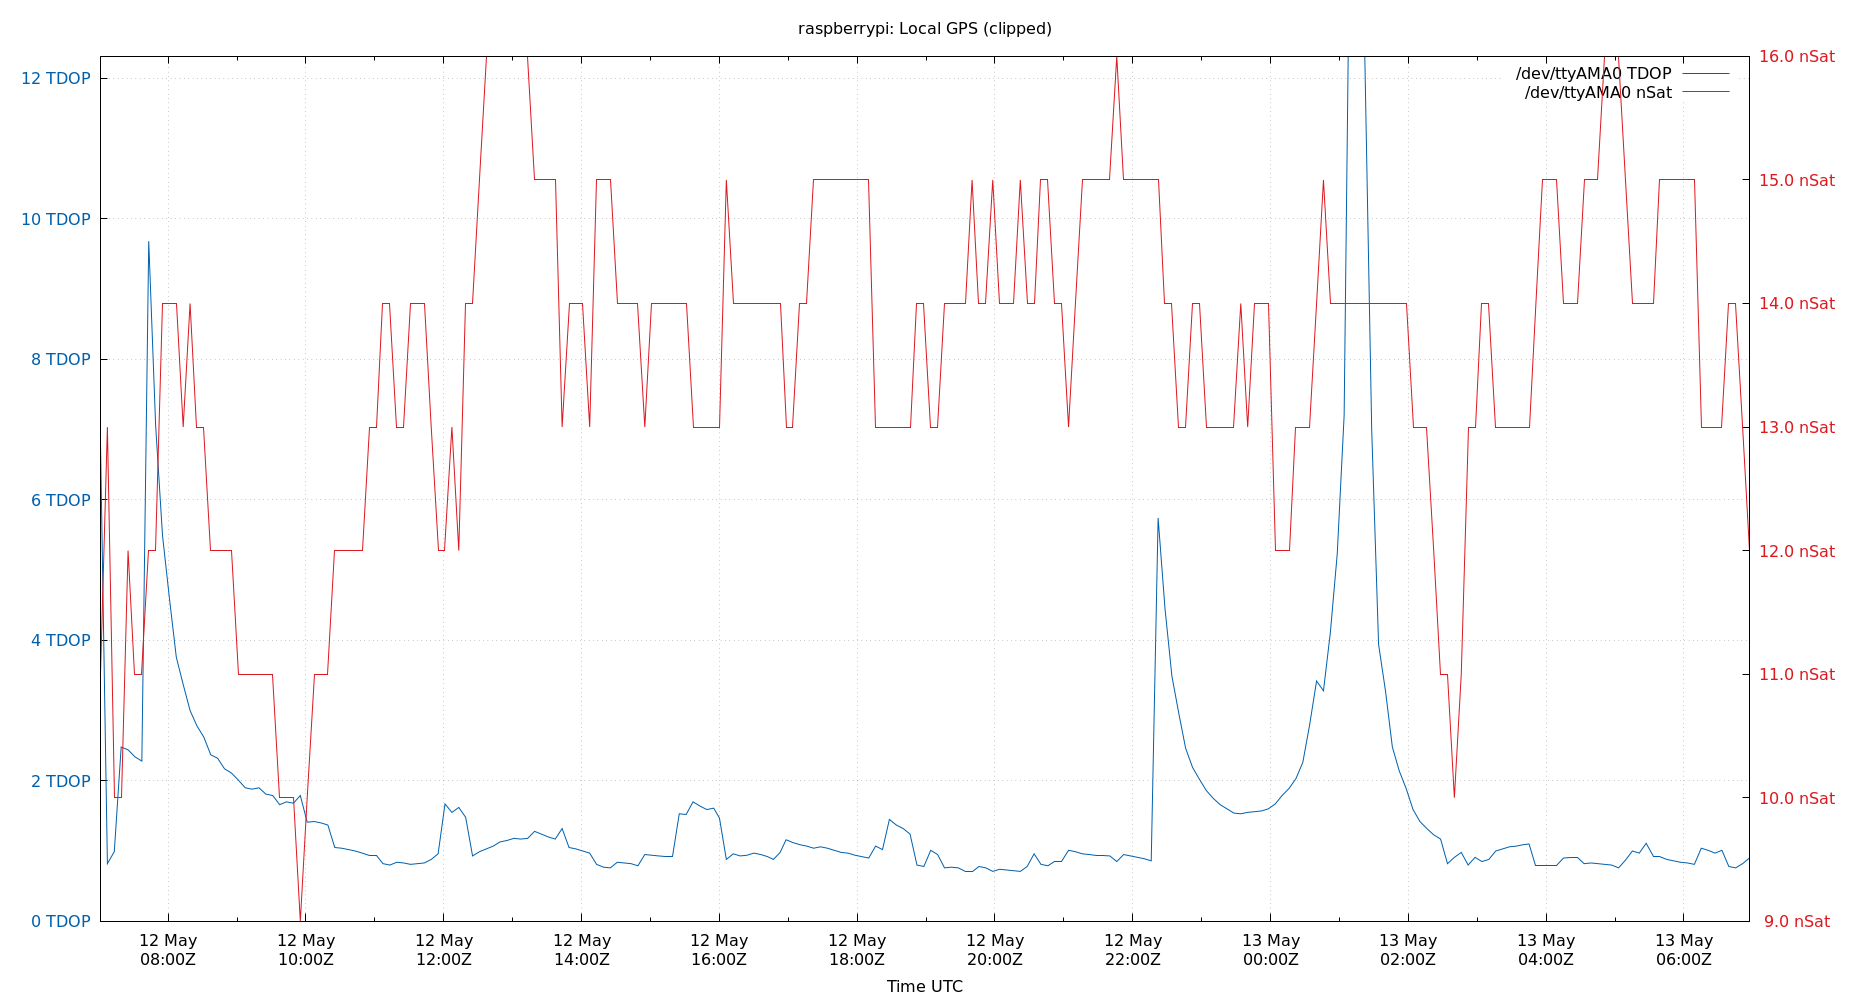 raspberrypi: Local GPS (clipped)
/dev/ttyAMA0 TDOP
/dev/ttyAMA0 nSat
12 TDOP
10 TDOP
8 TDOP
6 TDOP
4 TDOP
2 TDOP
0 TDOP
16.0 nSat
15.0 nSat
14.0 nSat
13.0 nSat
12.0 nSat
11.0 nSat
10.0 nSat
9.0 nSat
12 May
08:00Z
12 May
10:00Z
12 May
12:00Z
12 May
14:00Z
12 May
16:00Z
12 May
18:00Z
12 May
20:00Z
12 May
22:00Z
13 May
00:00Z
13 May
02:00Z
13 May
04:00Z
13 May
06:00Z
Time UTC